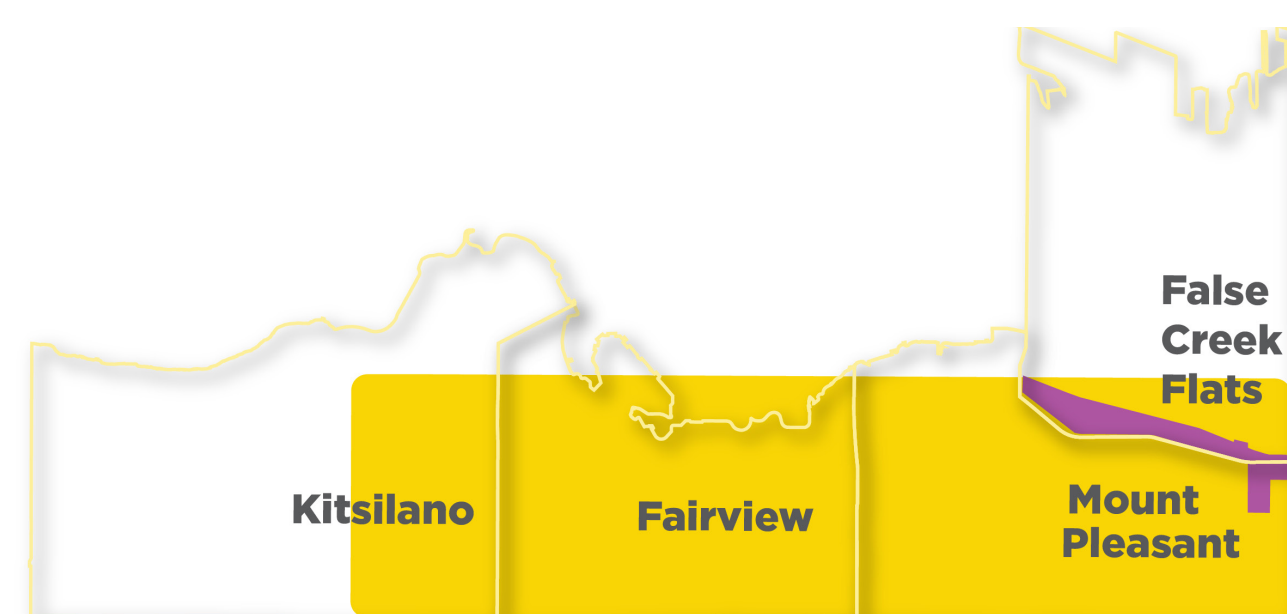 False
Creek
Flats
Kitsilano
Fairview
Mount
Pleasant